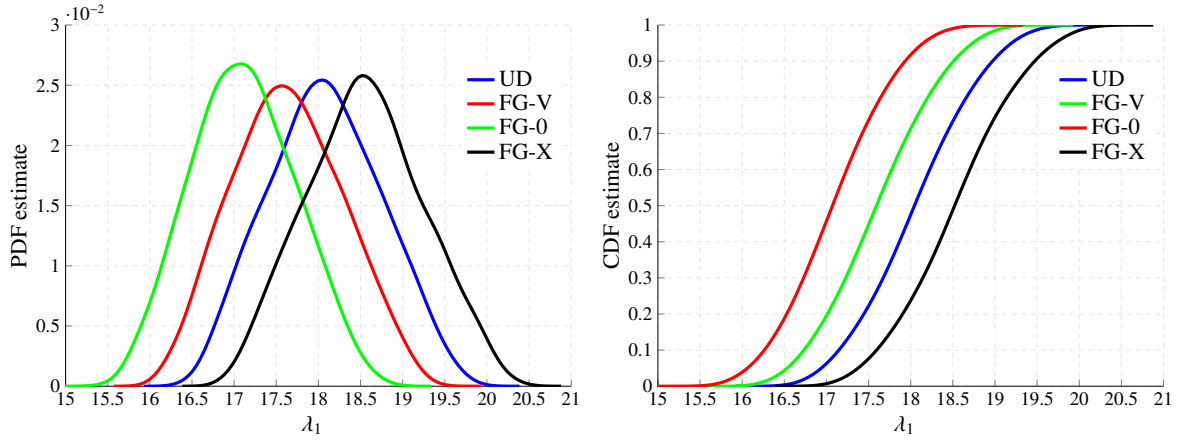 ·10⁻²
3
2.5
2
1.5
1
0.5
0
PDF estimate
UD
FG-V
FG-0
FG-X
15 15.5 16 16.5 17 17.5 18 18.5 19 19.5 20 20.5 21
λ₁
1
0.9
0.8
0.7
0.6
0.5
0.4
0.3
0.2
0.1
0
CDF estimate
UD
FG-V
FG-0
FG-X
15 15.5 16 16.5 17 17.5 18 18.5 19 19.5 20 20.5 21
λ₁